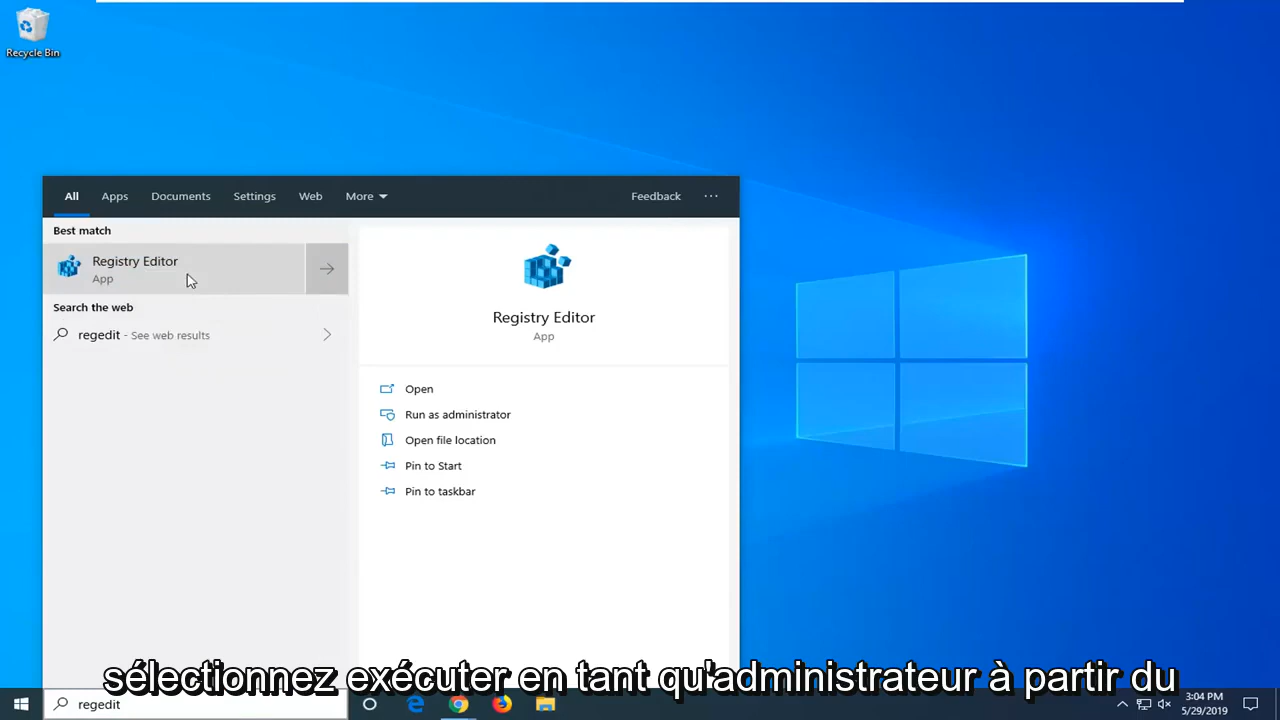 Recycle Bin
All Apps Documents Settings Web More Feedback ...
Best match
Registry Editor
App
Search the web
regedit - See web results
Registry Editor
App
Open
Run as administrator
Open file location
Pin to Start
Pin to taskbar
sélectionnez exécuter en tant qu'administrateur à partir du
regedit
3:04 PM
5/29/2019